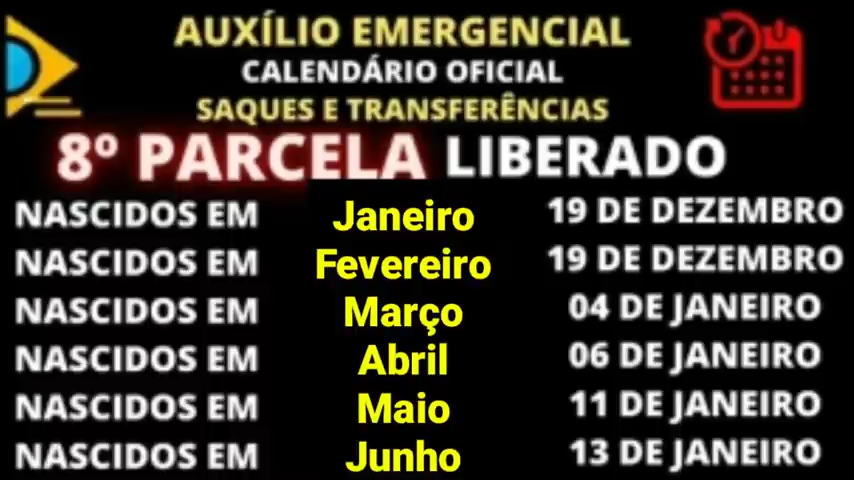 AUXÍLIO EMERGENCIAL
CALENDÁRIO OFICIAL
SAQUES E TRANSFERÊNCIAS
8º PARCELA LIBERADO
NASCIDOS EM Janeiro 19 DE DEZEMBRO
NASCIDOS EM Fevereiro 19 DE DEZEMBRO
NASCIDOS EM Março 04 DE JANEIRO
NASCIDOS EM Abril 06 DE JANEIRO
NASCIDOS EM Maio 11 DE JANEIRO
NASCIDOS EM Junho 13 DE JANEIRO